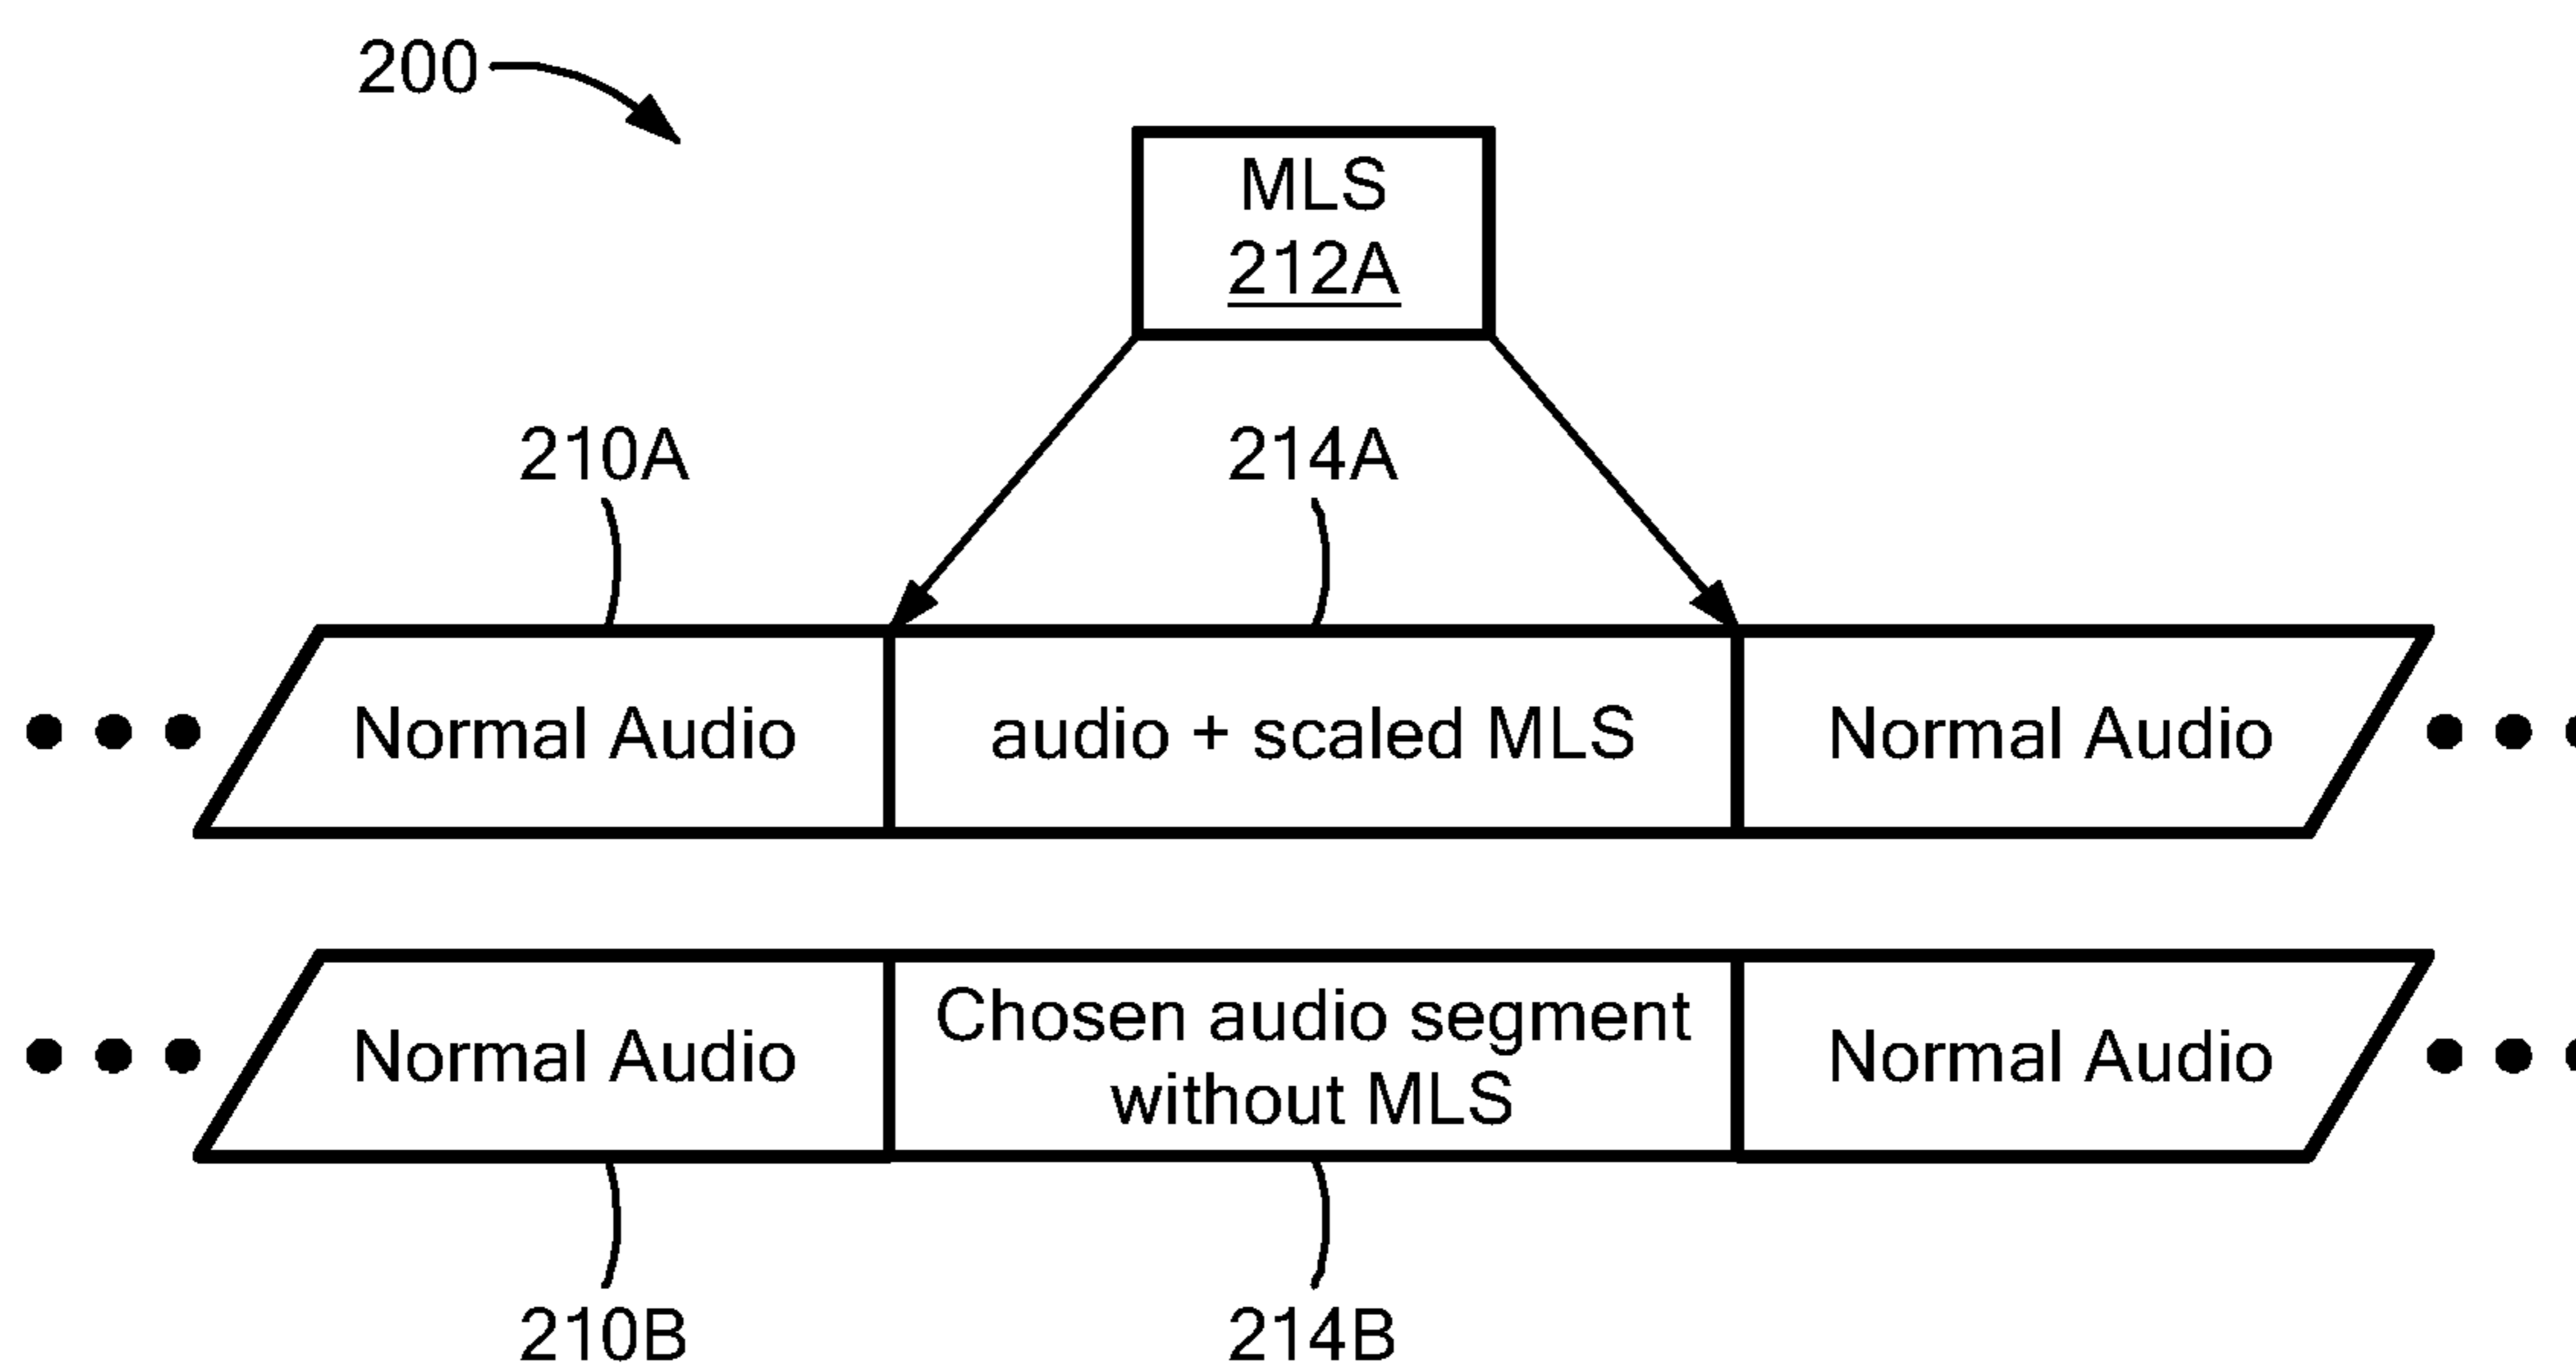 200
MLS
212A
210A
214A
Normal Audio
audio + scaled MLS
Normal Audio
Normal Audio
Chosen audio segment
without MLS
Normal Audio
210B
214B